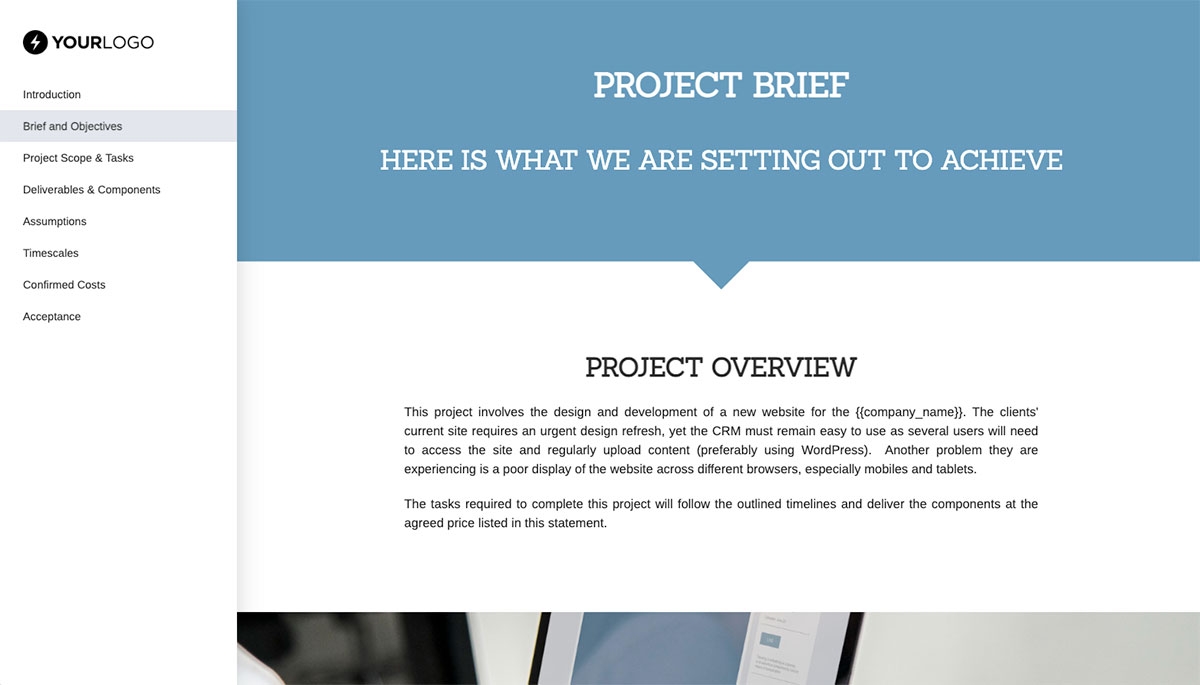 YOURLOGO
Introduction
Brief and Objectives
Project Scope & Tasks
Deliverables & Components
Assumptions
Timescales
Confirmed Costs
Acceptance
PROJECT BRIEF
HERE IS WHAT WE ARE SETTING OUT TO ACHIEVE
PROJECT OVERVIEW
This project involves the design and development of a new website for the {{company_name}}. The clients'
current site requires an urgent design refresh, yet the CRM must remain easy to use as several users will need
to access the site and regularly upload content (preferably using WordPress).  Another problem they are
experiencing is a poor display of the website across different browsers, especially mobiles and tablets.
The tasks required to complete this project will follow the outlined timelines and deliver the components at the
agreed price listed in this statement.